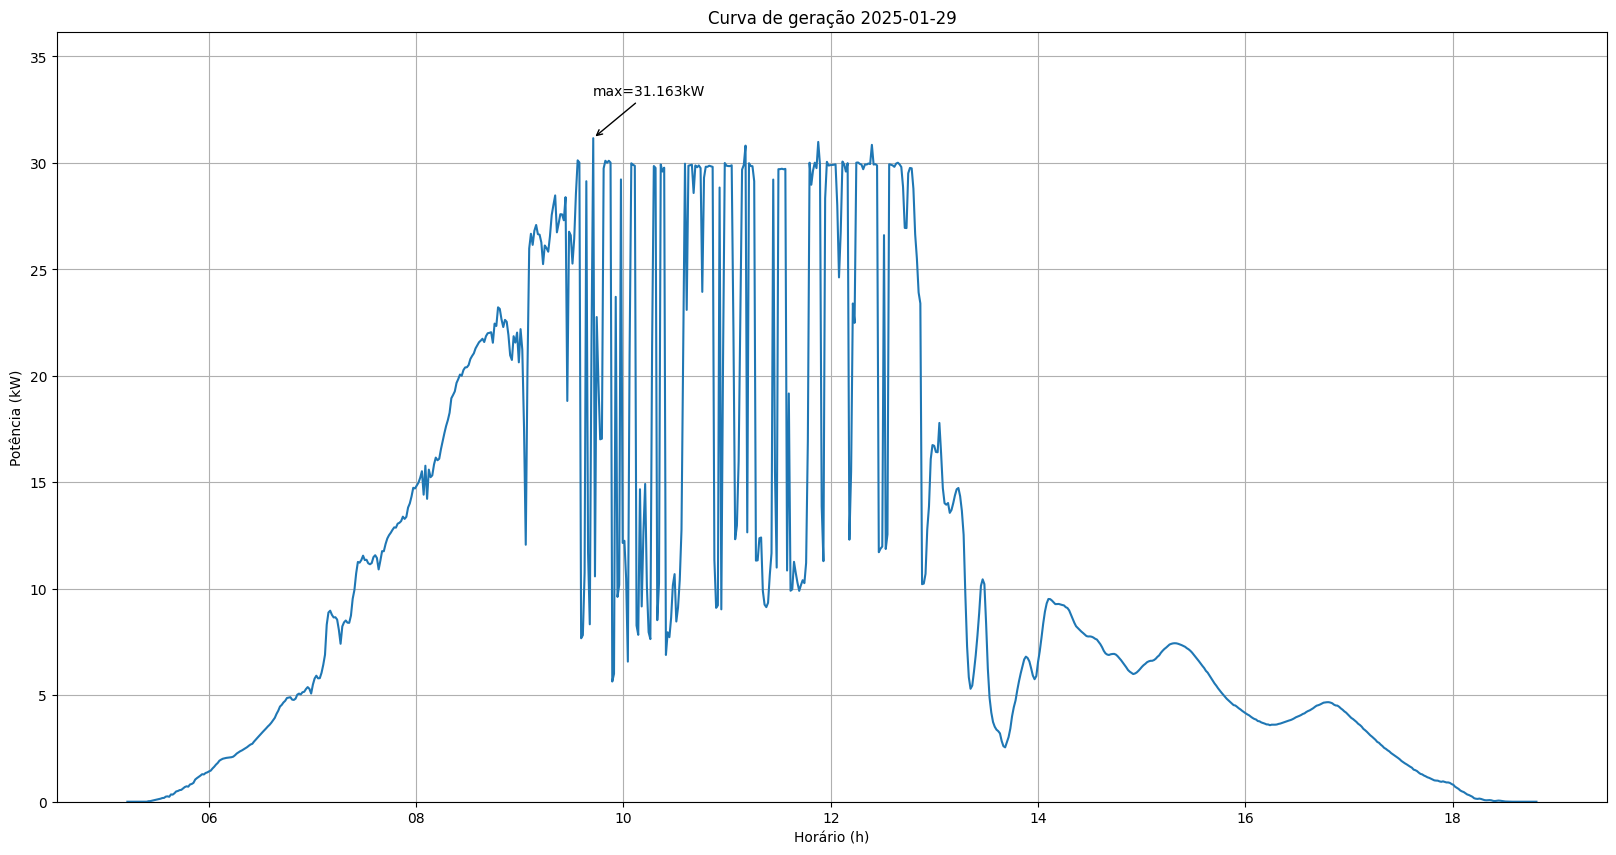 Curva de geração 2025-01-29
35
max=31.163kW
30
25
20
15
10
5
0
Potência (kW)
06 08 10 12 14 16 18
Horário (h)